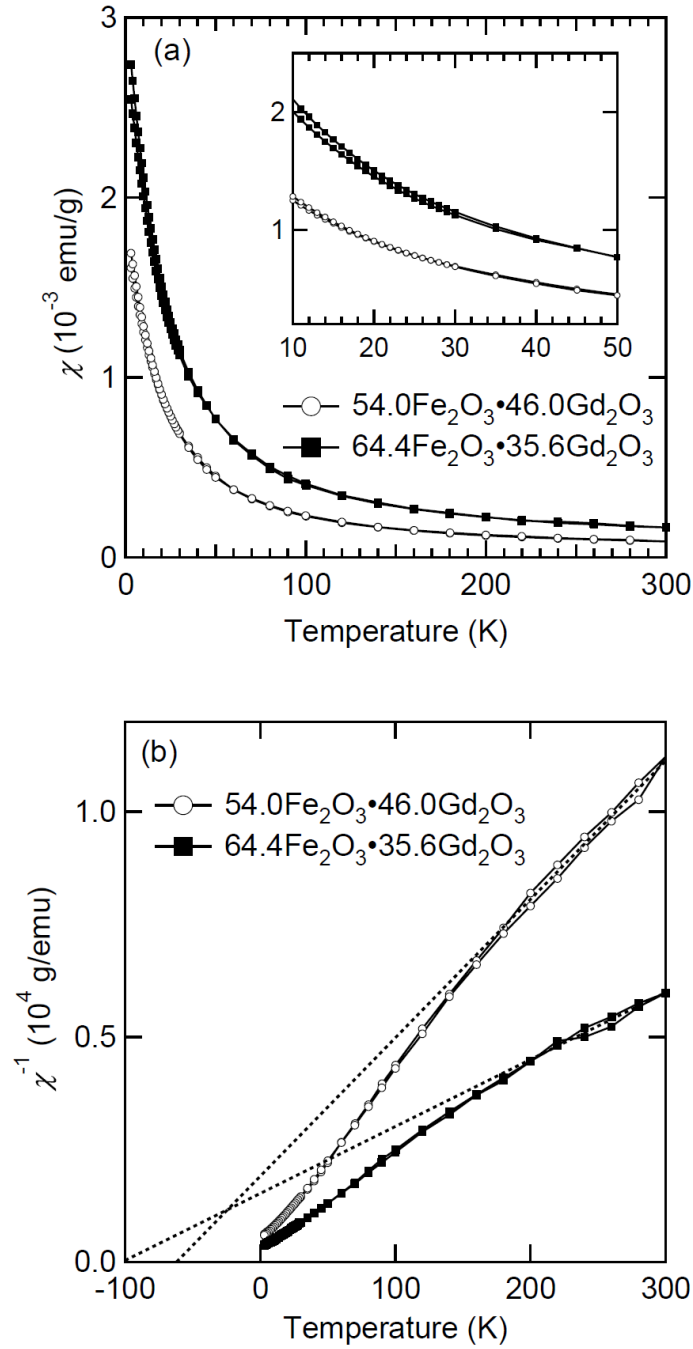 (a)
3
2
1
0
χ (10⁻³ emu/g)
2
1
10 20 30 40 50
54.0Fe₂O₃•46.0Gd₂O₃
64.4Fe₂O₃•35.6Gd₂O₃
0 100 200 300
Temperature (K)
(b)
54.0Fe₂O₃•46.0Gd₂O₃
64.4Fe₂O₃•35.6Gd₂O₃
1.0
0.5
0.0
χ⁻¹ (10⁴ g/emu)
-100 0 100 200 300
Temperature (K)